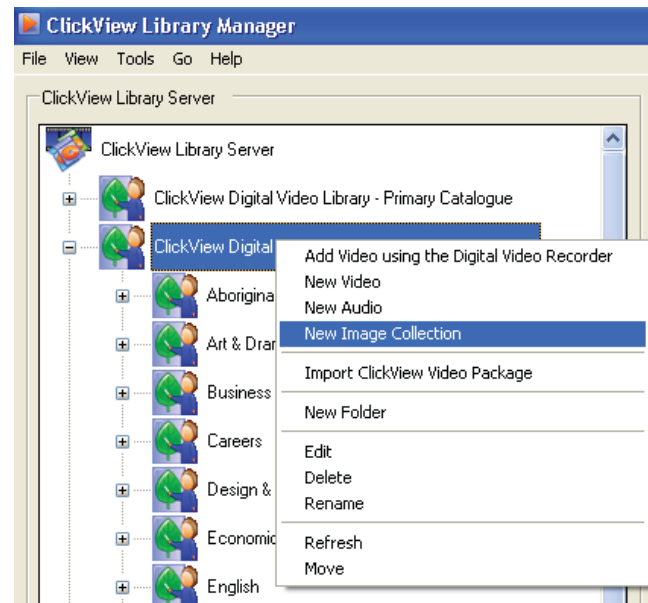 ClickView Library Manager
File View Tools Go Help
ClickView Library Server
ClickView Library Server
ClickView Digital Video Library - Primary Catalogue
ClickView Digital
Add Video using the Digital Video Recorder
New Video
Aborigina
New Audio
New Image Collection
Art & Drar
Import ClickView Video Package
Business
New Folder
Careers
Edit
Delete
Design &
Rename
Economic
Refresh
Move
English